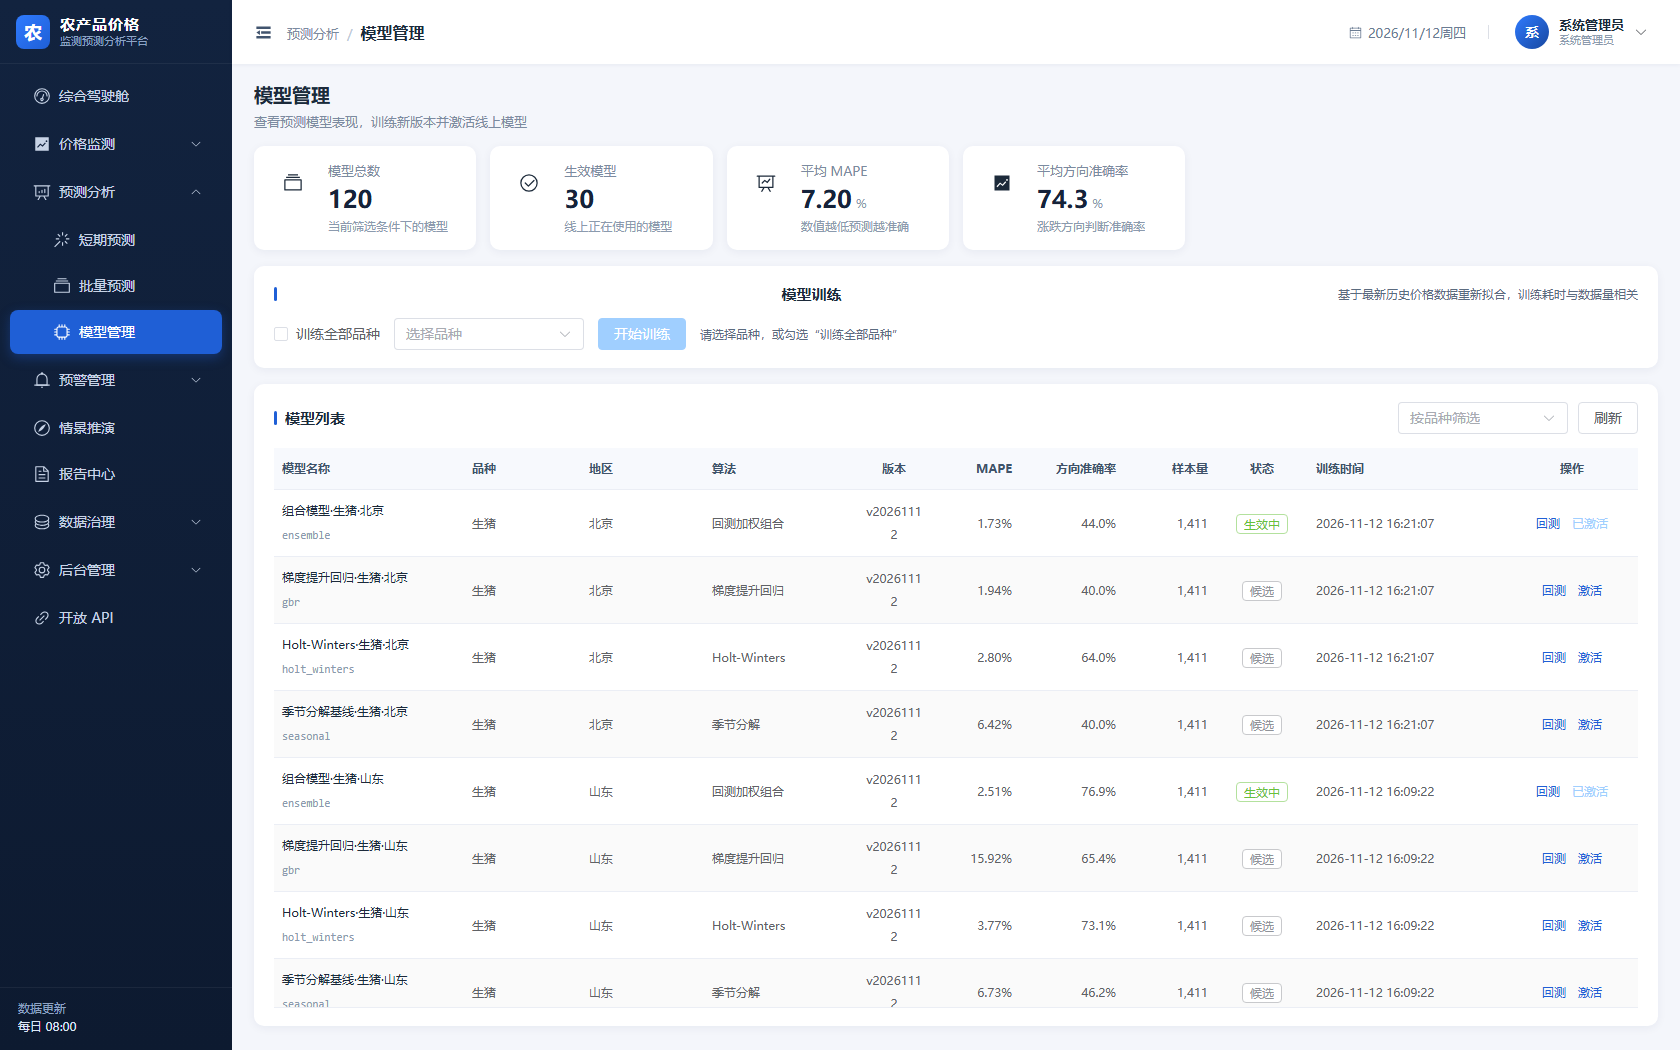 农
农产品价格
监测预测分析平台
综合驾驶舱
价格监测
预测分析
短期预测
批量预测
模型管理
预警管理
情景推演
报告中心
数据治理
后台管理
开放 API
数据更新
每日 08:00
预测分析 / 模型管理
2026/11/12周四
系
系统管理员
系统管理员
模型管理
查看预测模型表现，训练新版本并激活线上模型
模型总数
120
当前筛选条件下的模型
生效模型
30
线上正在使用的模型
平均 MAPE
7.20 %
数值越低预测越准确
平均方向准确率
74.3 %
涨跌方向判断准确率
模型训练
基于最新历史价格数据重新拟合，训练耗时与数据量相关
训练全部品种 选择品种 开始训练 请选择品种，或勾选“训练全部品种”
模型列表
按品种筛选 刷新
模型名称 品种 地区 算法 版本 MAPE 方向准确率 样本量 状态 训练时间 操作
组合模型·生猪·北京
ensemble
生猪 北京 回测加权组合 v20261112 1.73% 44.0% 1,411 生效中 2026-11-12 16:21:07 回测 已激活
梯度提升回归·生猪·北京
gbr
生猪 北京 梯度提升回归 v20261112 1.94% 40.0% 1,411 候选 2026-11-12 16:21:07 回测 激活
Holt-Winters·生猪·北京
holt_winters
生猪 北京 Holt-Winters v20261112 2.80% 64.0% 1,411 候选 2026-11-12 16:21:07 回测 激活
季节分解基线·生猪·北京
seasonal
生猪 北京 季节分解 v20261112 6.42% 40.0% 1,411 候选 2026-11-12 16:21:07 回测 激活
组合模型·生猪·山东
ensemble
生猪 山东 回测加权组合 v20261112 2.51% 76.9% 1,411 生效中 2026-11-12 16:09:22 回测 已激活
梯度提升回归·生猪·山东
gbr
生猪 山东 梯度提升回归 v20261112 15.92% 65.4% 1,411 候选 2026-11-12 16:09:22 回测 激活
Holt-Winters·生猪·山东
holt_winters
生猪 山东 Holt-Winters v20261112 3.77% 73.1% 1,411 候选 2026-11-12 16:09:22 回测 激活
季节分解基线·生猪·山东
seasonal
生猪 山东 季节分解 v20261112 6.73% 46.2% 1,411 候选 2026-11-12 16:09:22 回测 激活